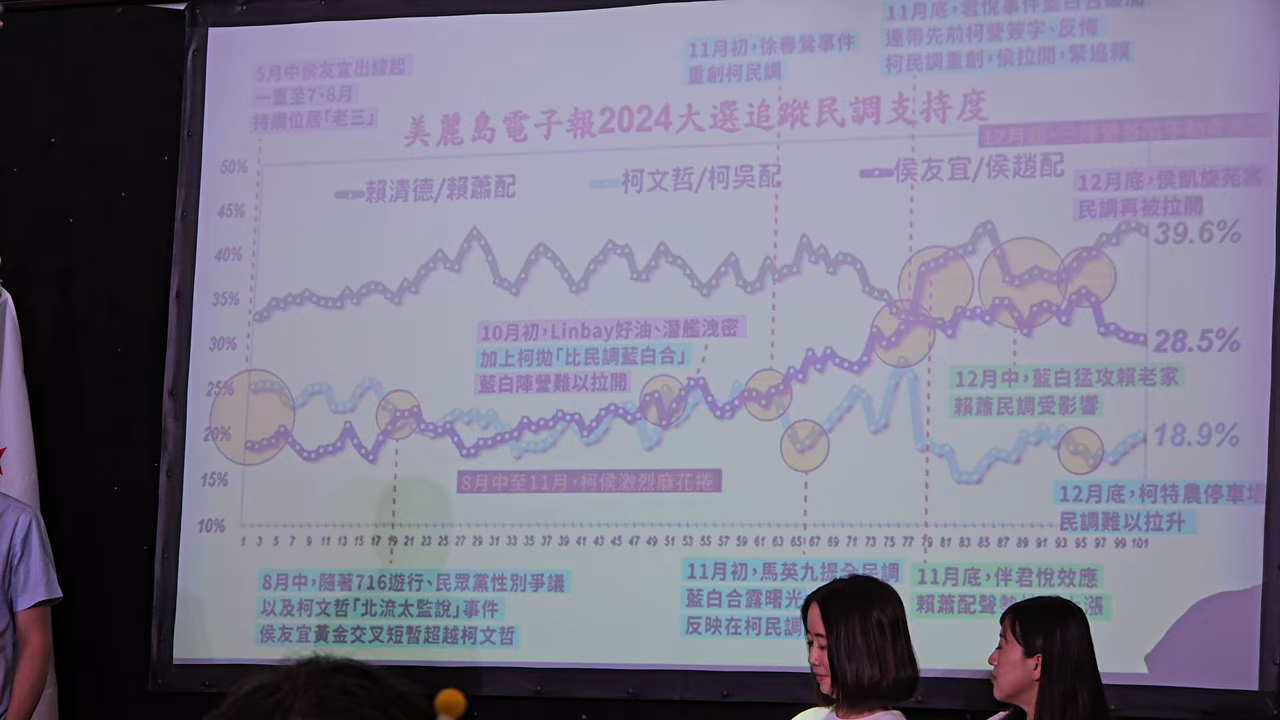 11月底，君悅事件藍白合破局
連帶先前柯營簽字、反悔
柯民調重創，侯拉開，緊追賴
11月初，徐春鶯事件
重創柯民調
5月中侯友宜出線起
一直至7、8月
持續位居「老三」
美麗島電子報2024大選追蹤民調支持度
賴清德/賴蕭配
柯文哲/柯吳配
侯友宜/侯趙配
12月底，侯凱旋苑案
民調再被拉開
50%
45%
40%
35%
30%
25%
20%
15%
10%
39.6%
28.5%
18.9%
10月初，Linbay好油、潛艦洩密
加上柯拋「比民調藍白合」
藍白陣營難以拉開
12月中，藍白猛攻賴老家
賴蕭民調受影響
8月中至11月，柯侯激烈麻花捲
12月底，柯特農停車場
民調難以拉升
1 3 5 7 9 11 13 15 17 19 21 23 25 27 29 31 33 35 37 39 41 43 45 47 49 51 53 55 57 59 61 63 65 67 69 71 73 75 77 79 81 83 85 87 89 91 93 95 97 99 101
8月中，隨著716遊行、民眾黨性別爭議
以及柯文哲「北流太監說」事件
侯友宜黃金交叉短暫超越柯文哲
11月初，馬英九提全民調
藍白合露曙光
反映在柯民調
11月底，伴君悅效應
賴蕭配聲勢 上漲